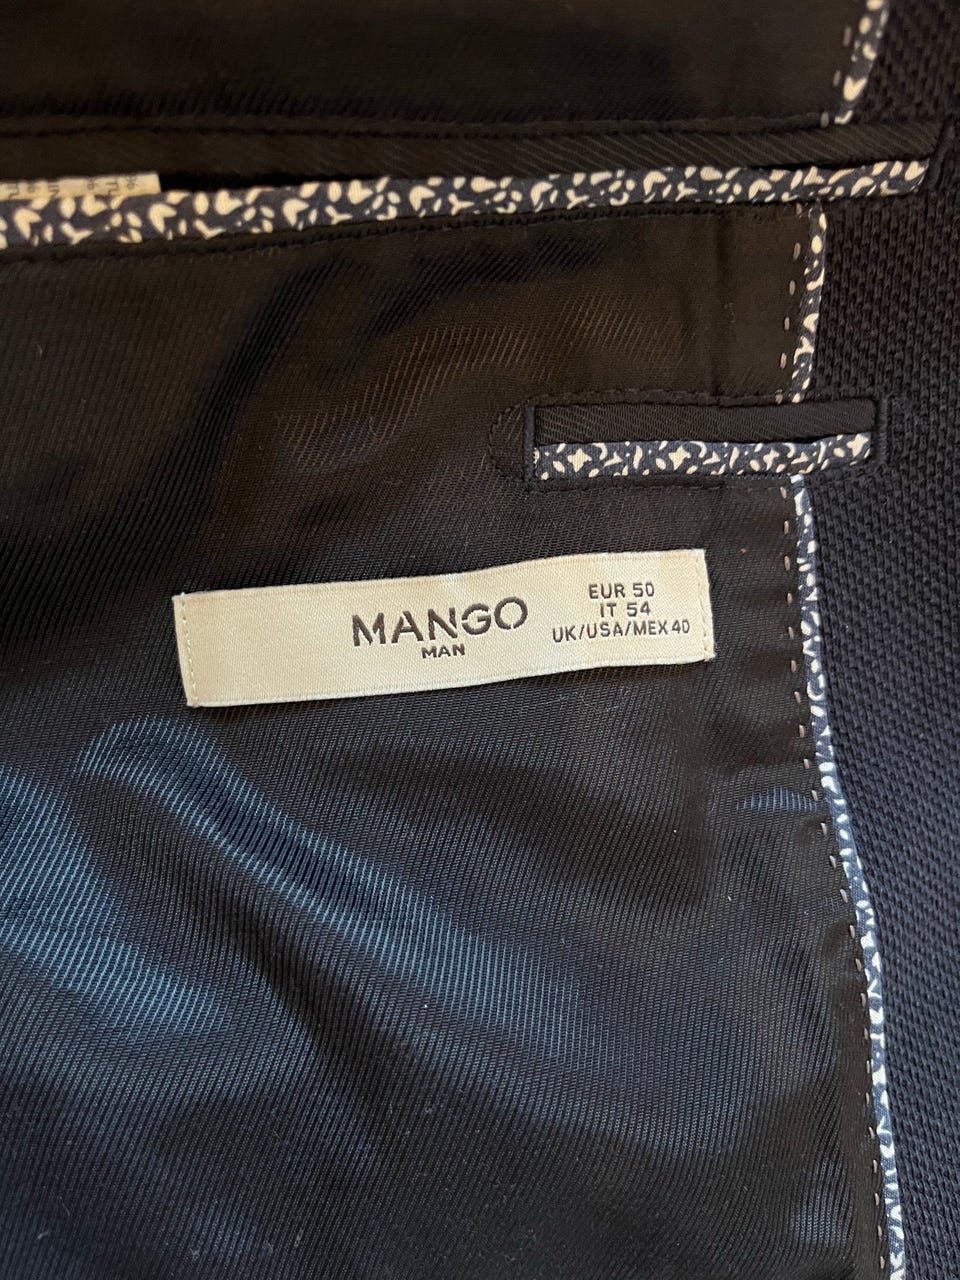 MANGO
MAN
EUR 50
IT 54
UK/USA/MEX 40